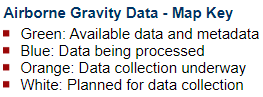 Airborne Gravity Data - Map Key
Green: Available data and metadata
Blue: Data being processed
Orange: Data collection underway
White: Planned for data collection